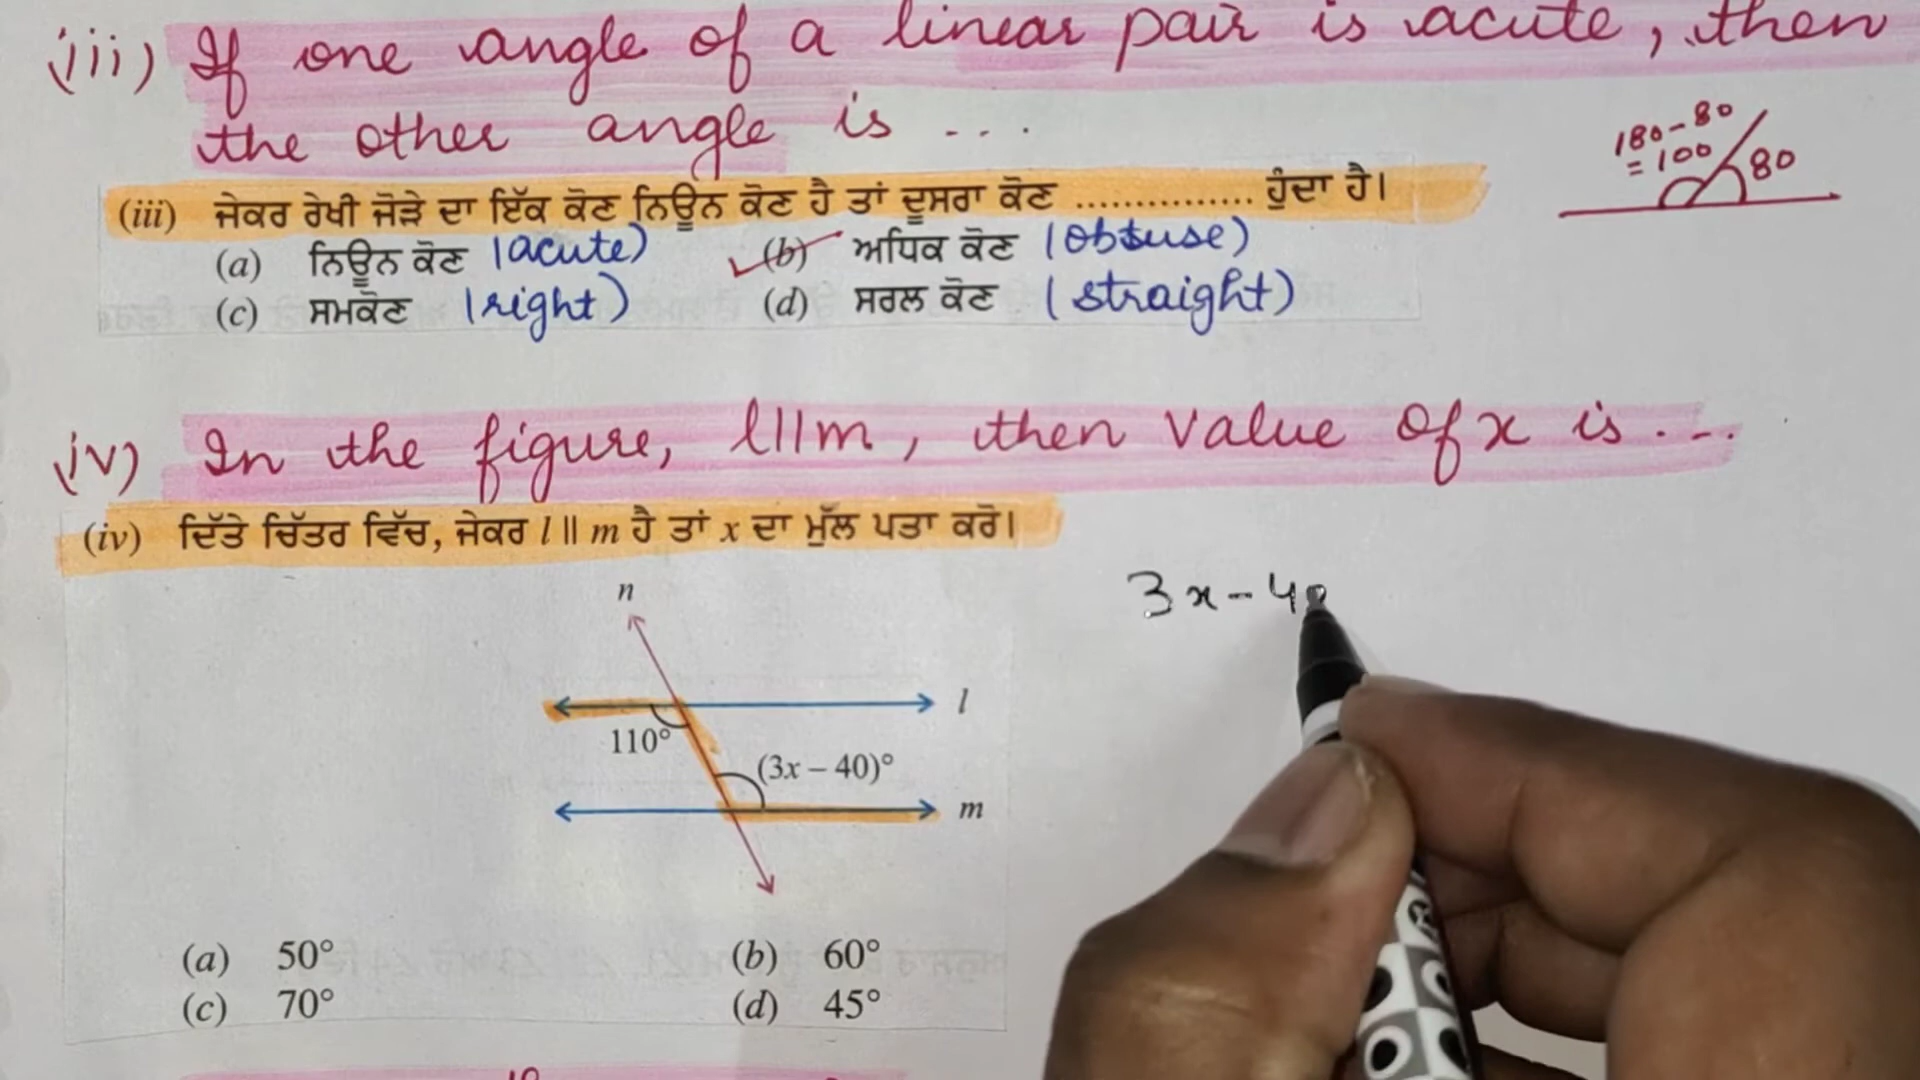 (iii) If one angle of a linear pair is acute, then
the other angle is ...
180-80
=100
80
(iii) ਜੇਕਰ ਰੇਖੀ ਜੋੜੇ ਦਾ ਇੱਕ ਕੋਣ ਨਿਊਨ ਕੋਣ ਹੈ ਤਾਂ ਦੂਸਰਾ ਕੋਣ ............... ਹੁੰਦਾ ਹੈ।
(a) ਨਿਊਨ ਕੋਣ (acute) (b) ਅਧਿਕ ਕੋਣ (obtuse)
(c) ਸਮਕੋਣ (right) (d) ਸਰਲ ਕੋਣ (straight)
(iv) In the figure, l||m, then value of x is ...
(iv) ਦਿੱਤੇ ਚਿੱਤਰ ਵਿੱਚ, ਜੇਕਰ l || m ਹੈ ਤਾਂ x ਦਾ ਮੁੱਲ ਪਤਾ ਕਰੋ।
3x-40
n
l
110°
(3x – 40)°
m
(a) 50° (b) 60°
(c) 70° (d) 45°